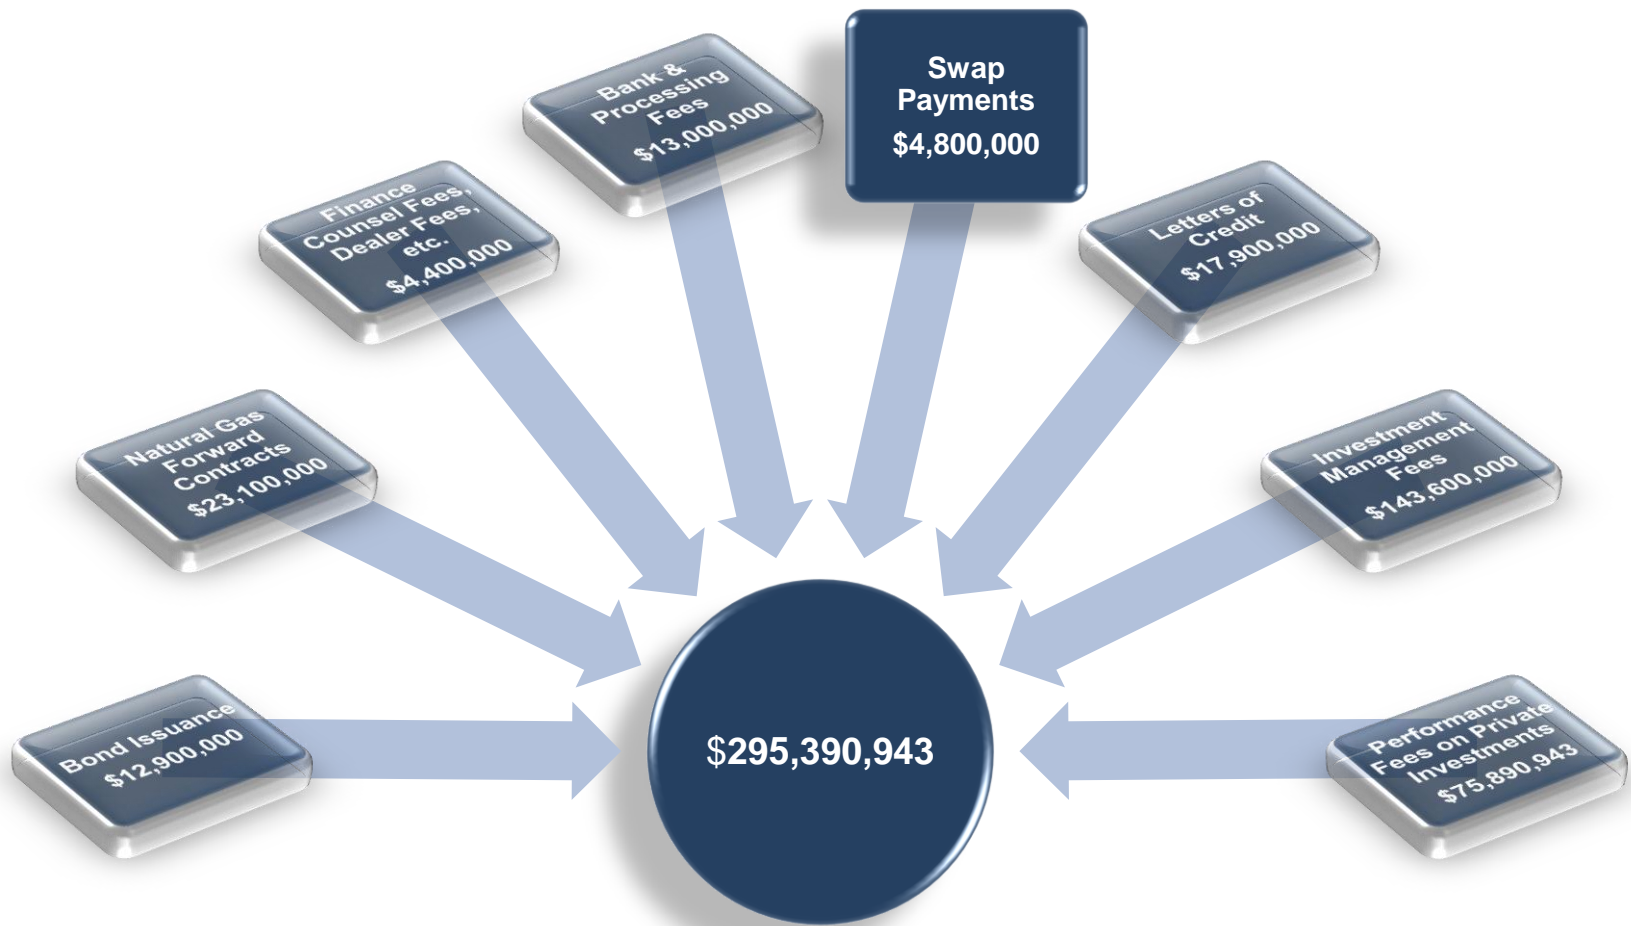 Bank &
Processing
Fees
$13,000,000
Swap
Payments
$4,800,000
Finance
Counsel Fees,
Dealer Fees,
etc.
$4,400,000
Letters of
Credit
$17,900,000
Natural Gas
Forward
Contracts
$23,100,000
Investment
Management
Fees
$143,600,000
Bond Issuance
$12,900,000
$295,390,943
Performance
Fees on Private
Investments
$75,890,943